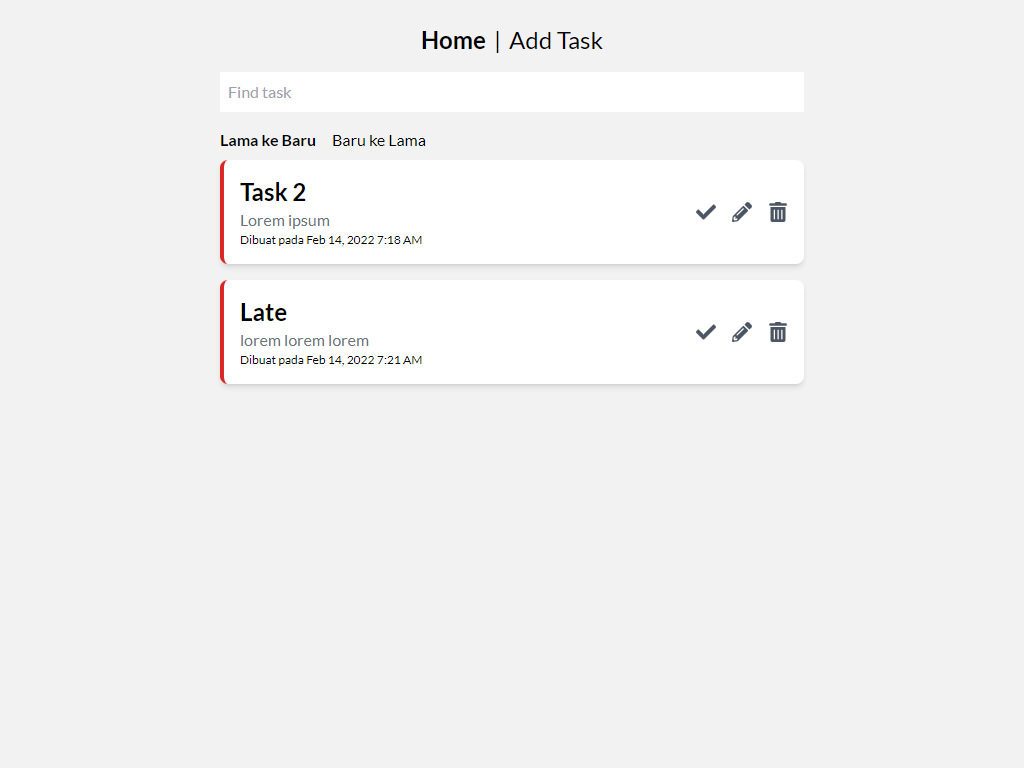 Home | Add Task
Find task
Lama ke Baru Baru ke Lama
Task 2
Lorem ipsum
Dibuat pada Feb 14, 2022 7:18 AM
Late
lorem lorem lorem
Dibuat pada Feb 14, 2022 7:21 AM